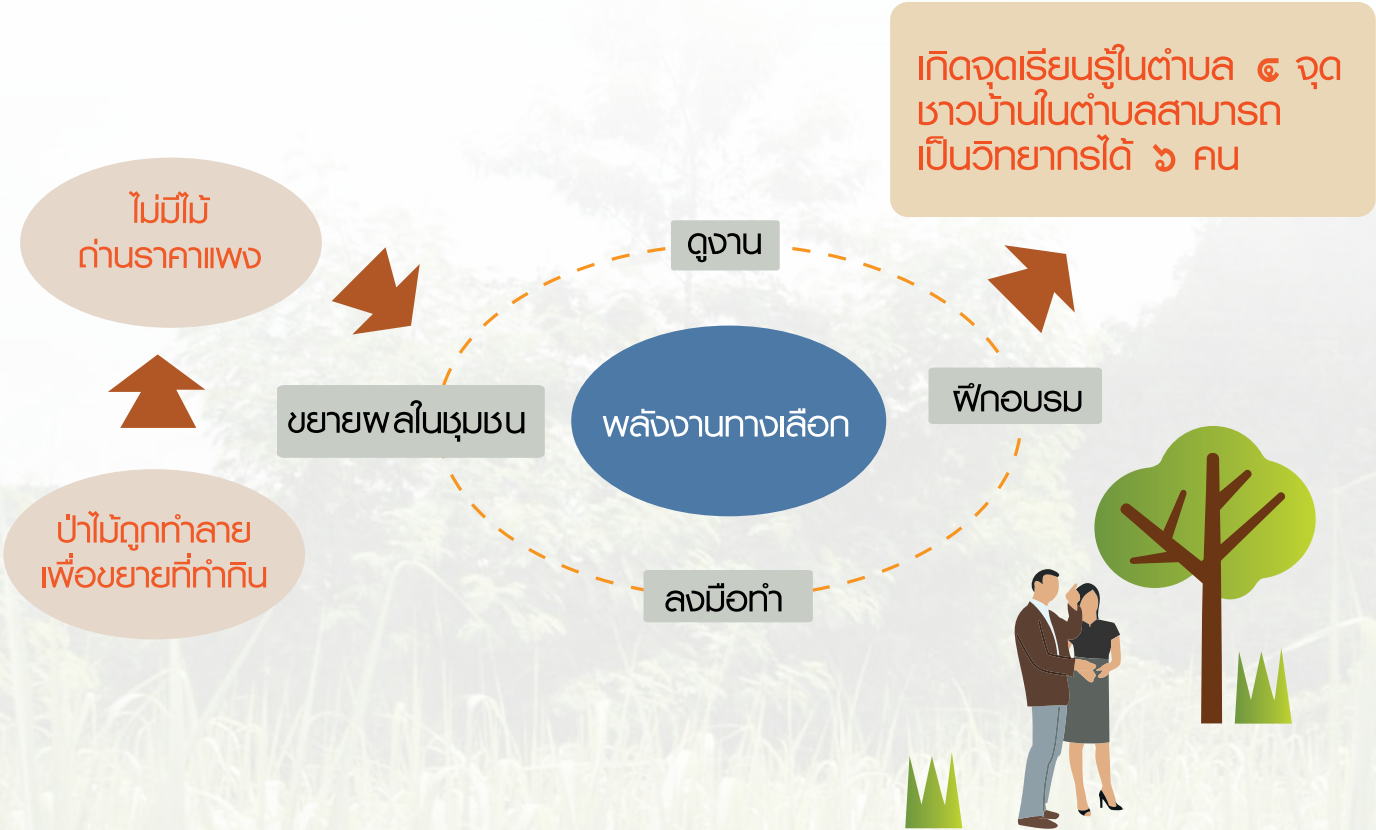 เกิดจุดเรียนรู้ในตำบล ๔ จุด
ชาวบ้านในตำบลสามารถ
เป็นวิทยากรได้ ๖ คน
ไม่มีไม้
ถ่านราคาแพง
ดูงาน
ขยายผลในชุมชน
พลังงานทางเลือก
ฝึกอบรม
ป่าไม้ถูกทำลาย
เพื่อขยายที่ทำกิน
ลงมือทำ